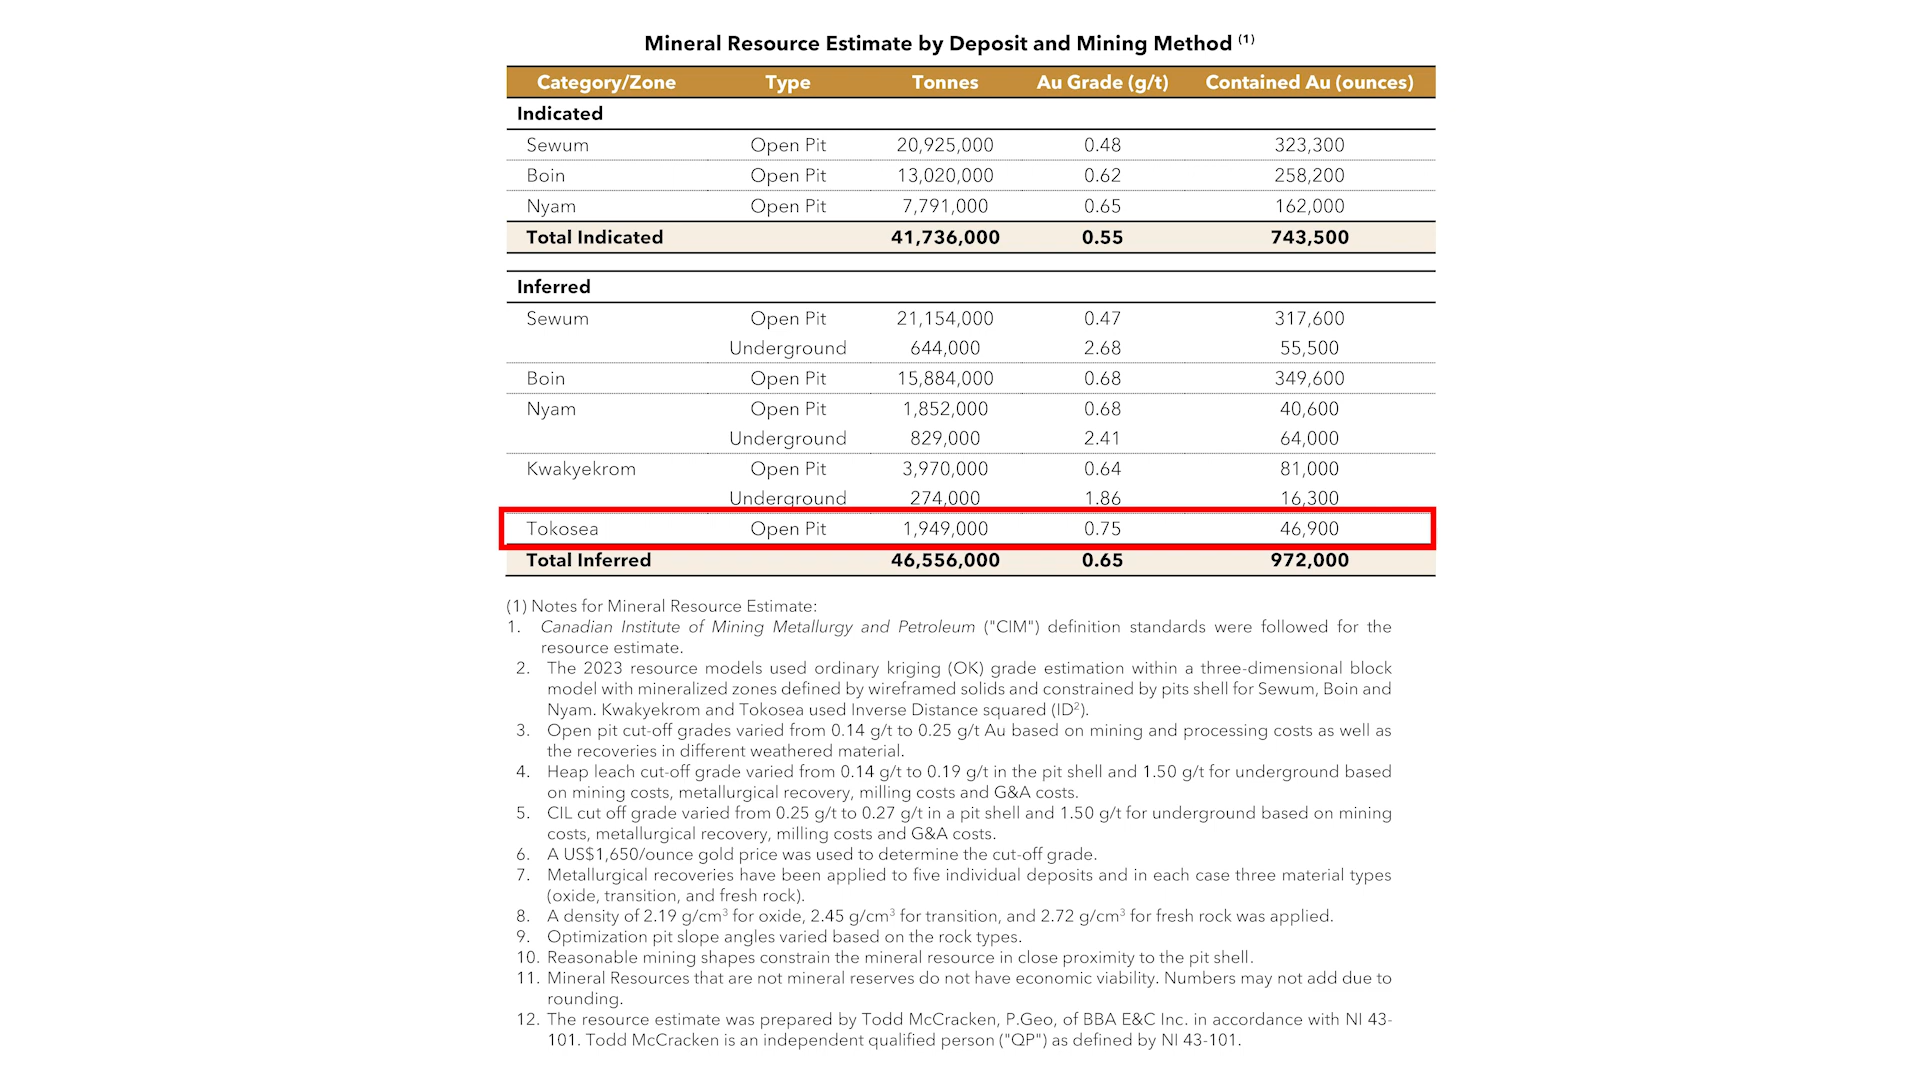 Mineral Resource Estimate by Deposit and Mining Method (1)
Category/Zone Type Tonnes Au Grade (g/t) Contained Au (ounces)
Indicated
Sewum Open Pit 20,925,000 0.48 323,300
Boin Open Pit 13,020,000 0.62 258,200
Nyam Open Pit 7,791,000 0.65 162,000
Total Indicated 41,736,000 0.55 743,500
Inferred
Sewum Open Pit 21,154,000 0.47 317,600
Underground 644,000 2.68 55,500
Boin Open Pit 15,884,000 0.68 349,600
Nyam Open Pit 1,852,000 0.68 40,600
Underground 829,000 2.41 64,000
Kwakyekrom Open Pit 3,970,000 0.64 81,000
Underground 274,000 1.86 16,300
Tokosea Open Pit 1,949,000 0.75 46,900
Total Inferred 46,556,000 0.65 972,000
(1) Notes for Mineral Resource Estimate:
1. Canadian Institute of Mining Metallurgy and Petroleum ("CIM") definition standards were followed for the
resource estimate.
2. The 2023 resource models used ordinary kriging (OK) grade estimation within a three-dimensional block
model with mineralized zones defined by wireframed solids and constrained by pits shell for Sewum, Boin and
Nyam. Kwakyekrom and Tokosea used Inverse Distance squared (ID²).
3. Open pit cut-off grades varied from 0.14 g/t to 0.25 g/t Au based on mining and processing costs as well as
the recoveries in different weathered material.
4. Heap leach cut-off grade varied from 0.14 g/t to 0.19 g/t in the pit shell and 1.50 g/t for underground based
on mining costs, metallurgical recovery, milling costs and G&A costs.
5. CIL cut off grade varied from 0.25 g/t to 0.27 g/t in a pit shell and 1.50 g/t for underground based on mining
costs, metallurgical recovery, milling costs and G&A costs.
6. A US$1,650/ounce gold price was used to determine the cut-off grade.
7. Metallurgical recoveries have been applied to five individual deposits and in each case three material types
(oxide, transition, and fresh rock).
8. A density of 2.19 g/cm³ for oxide, 2.45 g/cm³ for transition, and 2.72 g/cm³ for fresh rock was applied.
9. Optimization pit slope angles varied based on the rock types.
10. Reasonable mining shapes constrain the mineral resource in close proximity to the pit shell.
11. Mineral Resources that are not mineral reserves do not have economic viability. Numbers may not add due to
rounding.
12. The resource estimate was prepared by Todd McCracken, P.Geo, of BBA E&C Inc. in accordance with NI 43-
101. Todd McCracken is an independent qualified person ("QP") as defined by NI 43-101.